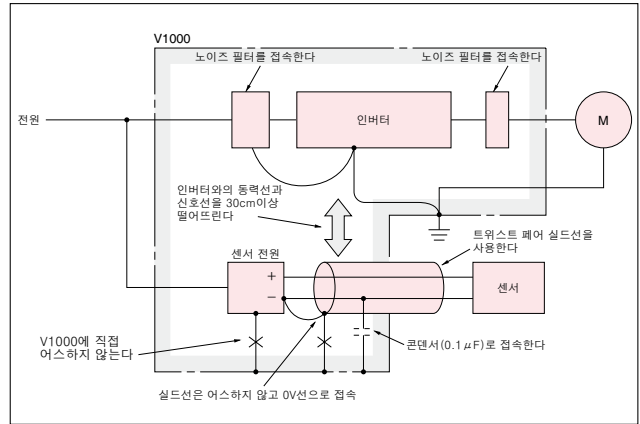 V1000
노이즈 필터를 접속한다
노이즈 필터를 접속한다
전원
인버터
M
인버터와의 동력선과
신호선을 30cm이상
떨어뜨린다
트위스트 페어 실드선을
사용한다
센서 전원
+
−
센서
V1000에 직접
어스하지 않는다
콘덴서(0.1μF)로 접속한다
실드선은 어스하지 않고 0V선으로 접속